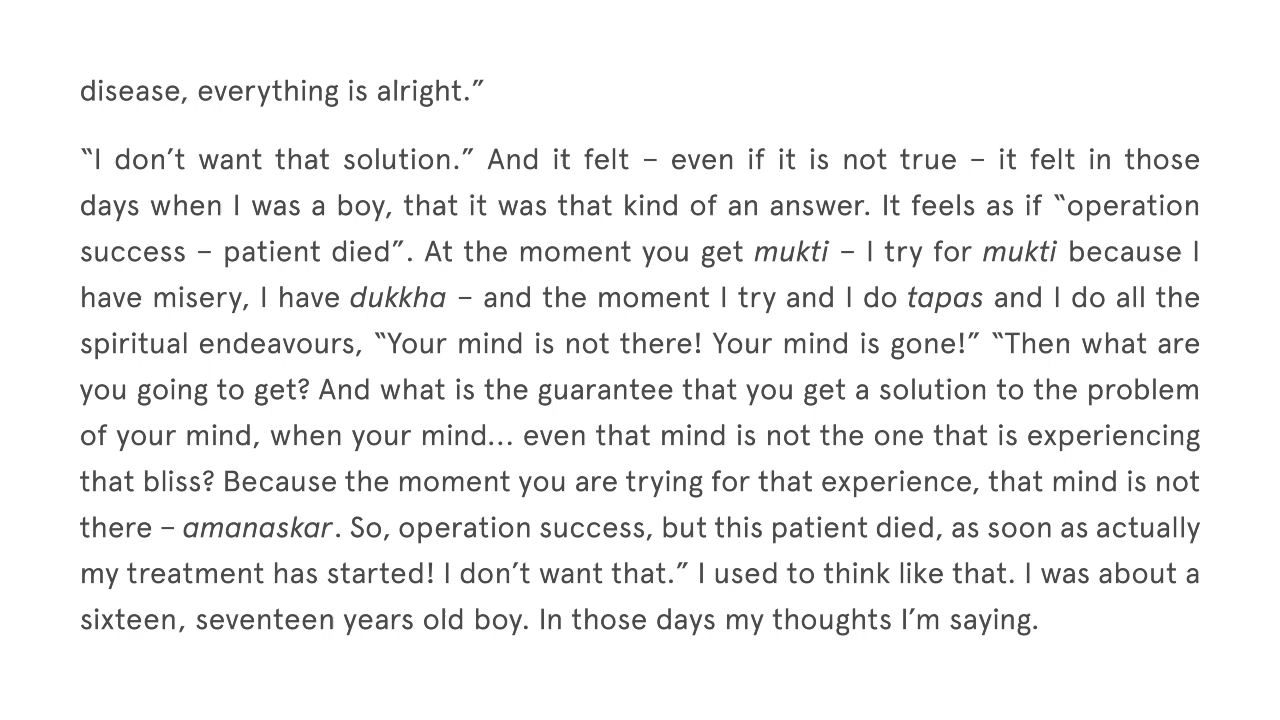 disease, everything is alright.”
“I don’t want that solution.” And it felt – even if it is not true – it felt in those
days when I was a boy, that it was that kind of an answer. It feels as if “operation
success – patient died”. At the moment you get mukti – I try for mukti because I
have misery, I have dukkha – and the moment I try and I do tapas and I do all the
spiritual endeavours, “Your mind is not there! Your mind is gone!” “Then what are
you going to get? And what is the guarantee that you get a solution to the problem
of your mind, when your mind... even that mind is not the one that is experiencing
that bliss? Because the moment you are trying for that experience, that mind is not
there – amanaskar. So, operation success, but this patient died, as soon as actually
my treatment has started! I don’t want that.” I used to think like that. I was about a
sixteen, seventeen years old boy. In those days my thoughts I’m saying.